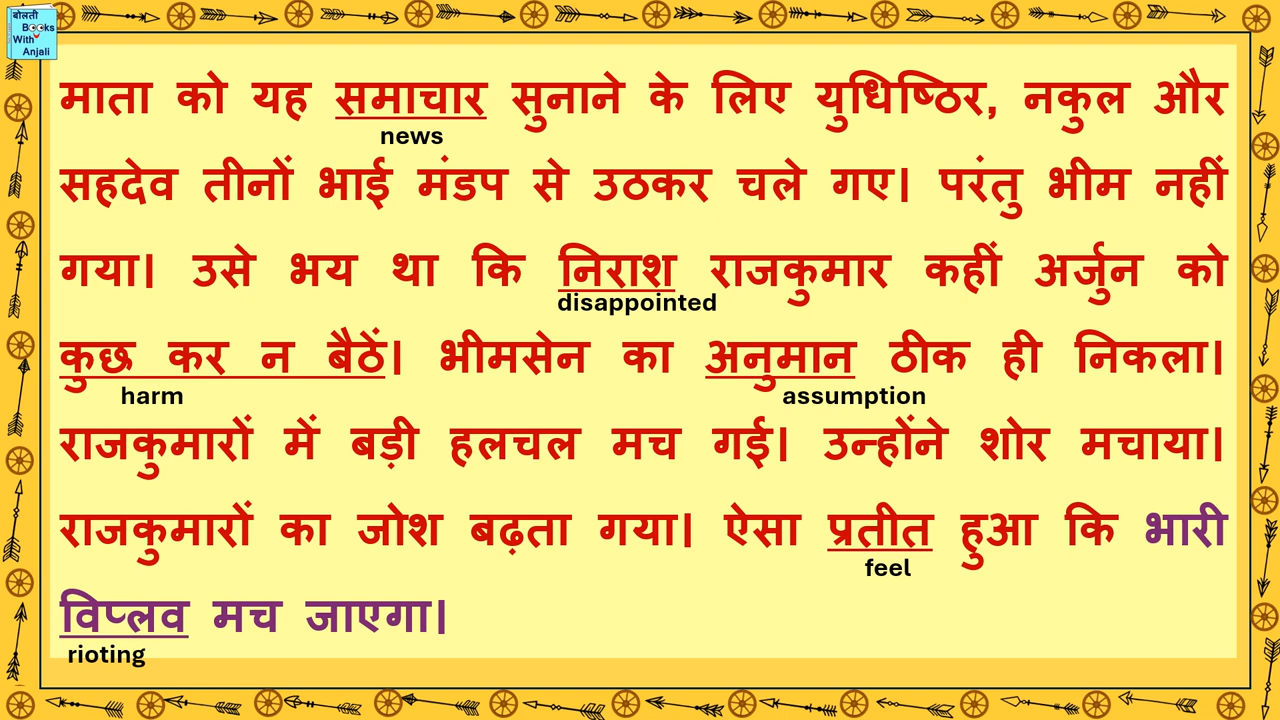 बोलती
Books
With
Anjali
माता को यह समाचार सुनाने के लिए युधिष्ठिर, नकुल और
news
सहदेव तीनों भाई मंडप से उठकर चले गए। परंतु भीम नहीं
गया। उसे भय था कि निराश राजकुमार कहीं अर्जुन को
disappointed
कुछ कर न बैठें। भीमसेन का अनुमान ठीक ही निकला।
harm assumption
राजकुमारों में बड़ी हलचल मच गई। उन्होंने शोर मचाया।
राजकुमारों का जोश बढ़ता गया। ऐसा प्रतीत हुआ कि भारी
feel
विप्लव मच जाएगा।
rioting